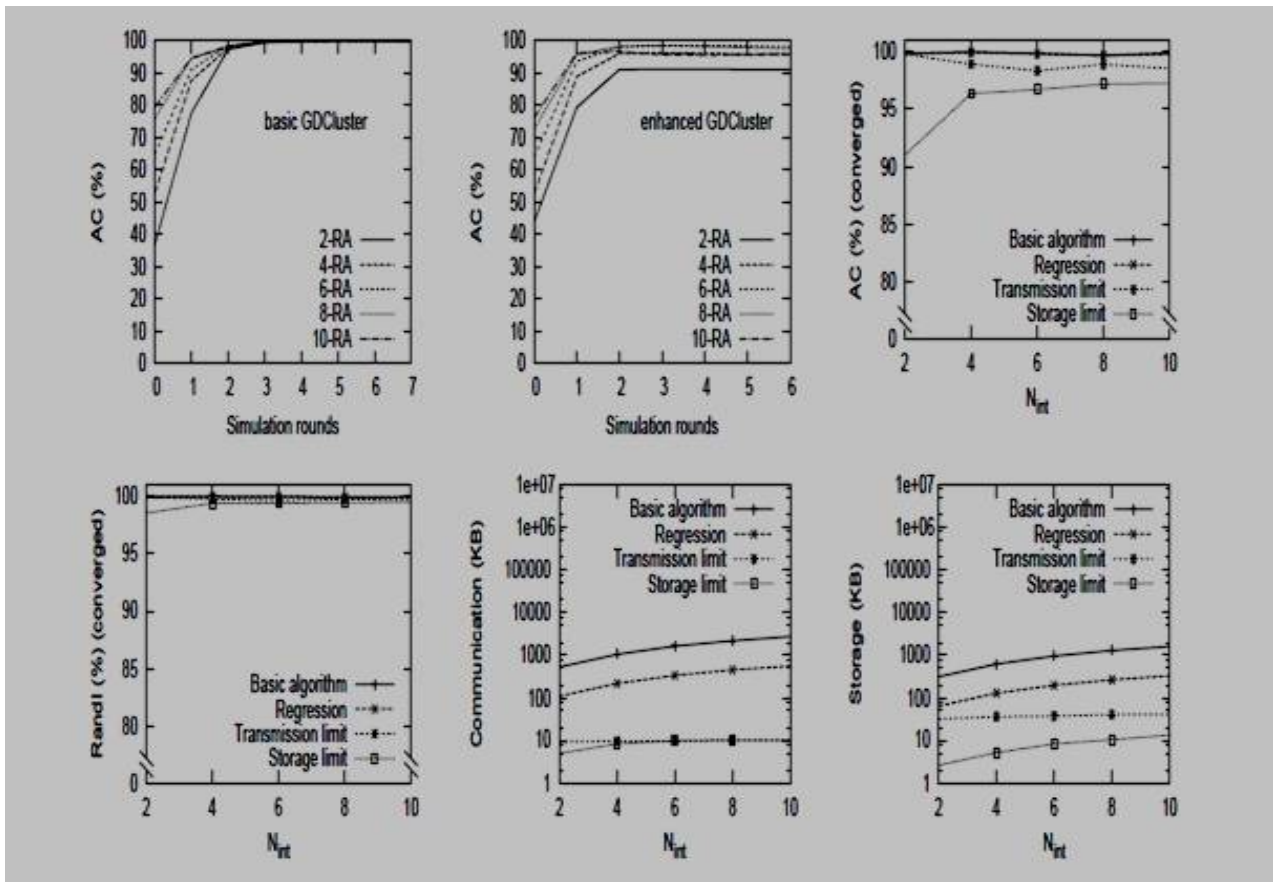 100
90
80
70
60
50
40
30
20
10
0
AC (%)
basic GDCluster
2-RA
4-RA
6-RA
8-RA
10-RA
0 1 2 3 4 5 6 7
Simulation rounds
100
90
80
70
60
50
40
30
20
10
0
AC (%)
enhanced GDCluster
2-RA
4-RA
6-RA
8-RA
10-RA
0 1 2 3 4 5 6
Simulation rounds
100
95
90
85
80
0
AC (%) (converged)
Basic algorithm
Regression
Transmission limit
Storage limit
2 4 6 8 10
Nint
100
95
90
85
80
0
RandI (%) (converged)
Basic algorithm
Regression
Transmission limit
Storage limit
2 4 6 8 10
Nint
1e+07
1e+06
100000
10000
1000
100
10
1
Communication (KB)
Basic algorithm
Regression
Transmission limit
Storage limit
2 4 6 8 10
Nint
1e+07
1e+06
100000
10000
1000
100
10
1
Storage (KB)
Basic algorithm
Regression
Transmission limit
Storage limit
2 4 6 8 10
Nint